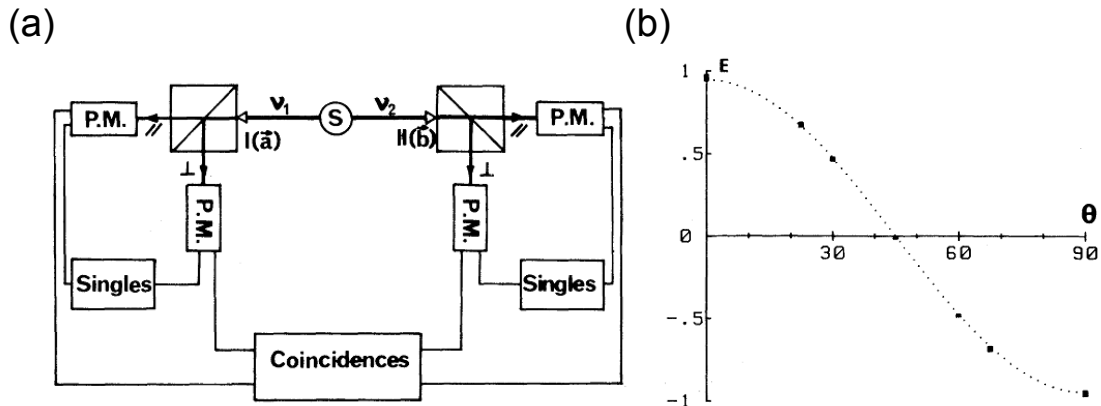 (a)
(b)
P.M.
//
ν₁
S
ν₂
I(a⃗)
II(b⃗)
//
P.M.
⊥
P.M.
⊥
P.M.
Singles
Singles
Coincidences
E
1
.5
0
-.5
-1
30
60
90
θ